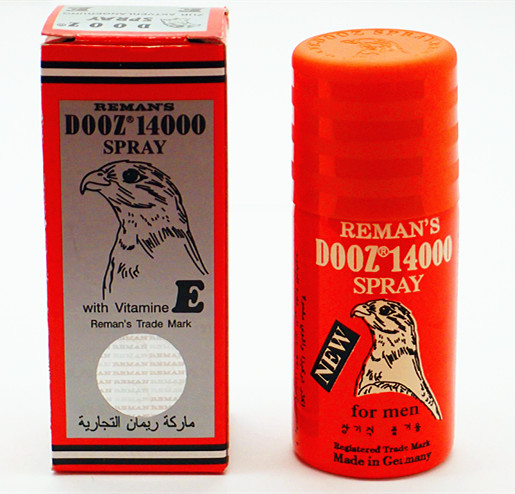 DOOZ®
SPRAY
REMAN'S
DOOZ® 14000
SPRAY
with Vitamine E
Reman's Trade Mark
ماركة ريمان التجارية
REMAN'S
DOOZ® 14000
SPRAY
NEW
for men
Registered Trade Mark
Made in Germany